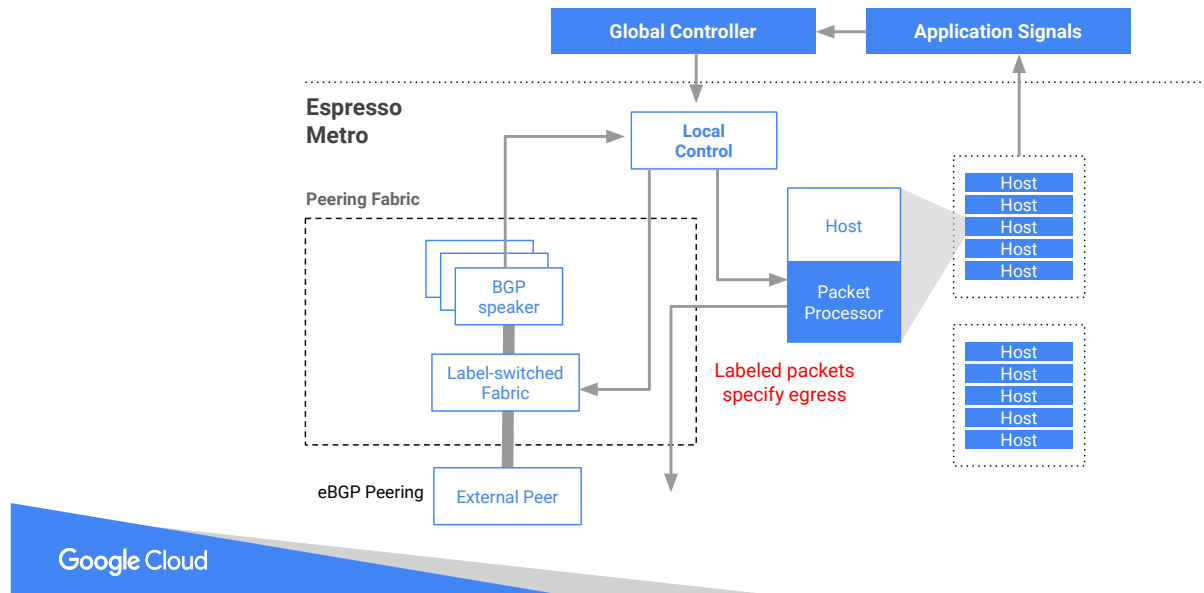 Global Controller
Application Signals
Espresso
Metro
Local
Control
Peering Fabric
Host
Packet
Processor
Host
Host
Host
Host
Host
BGP
speaker
Label-switched
Fabric
Labeled packets
specify egress
Host
Host
Host
Host
Host
eBGP Peering
External Peer
Google Cloud